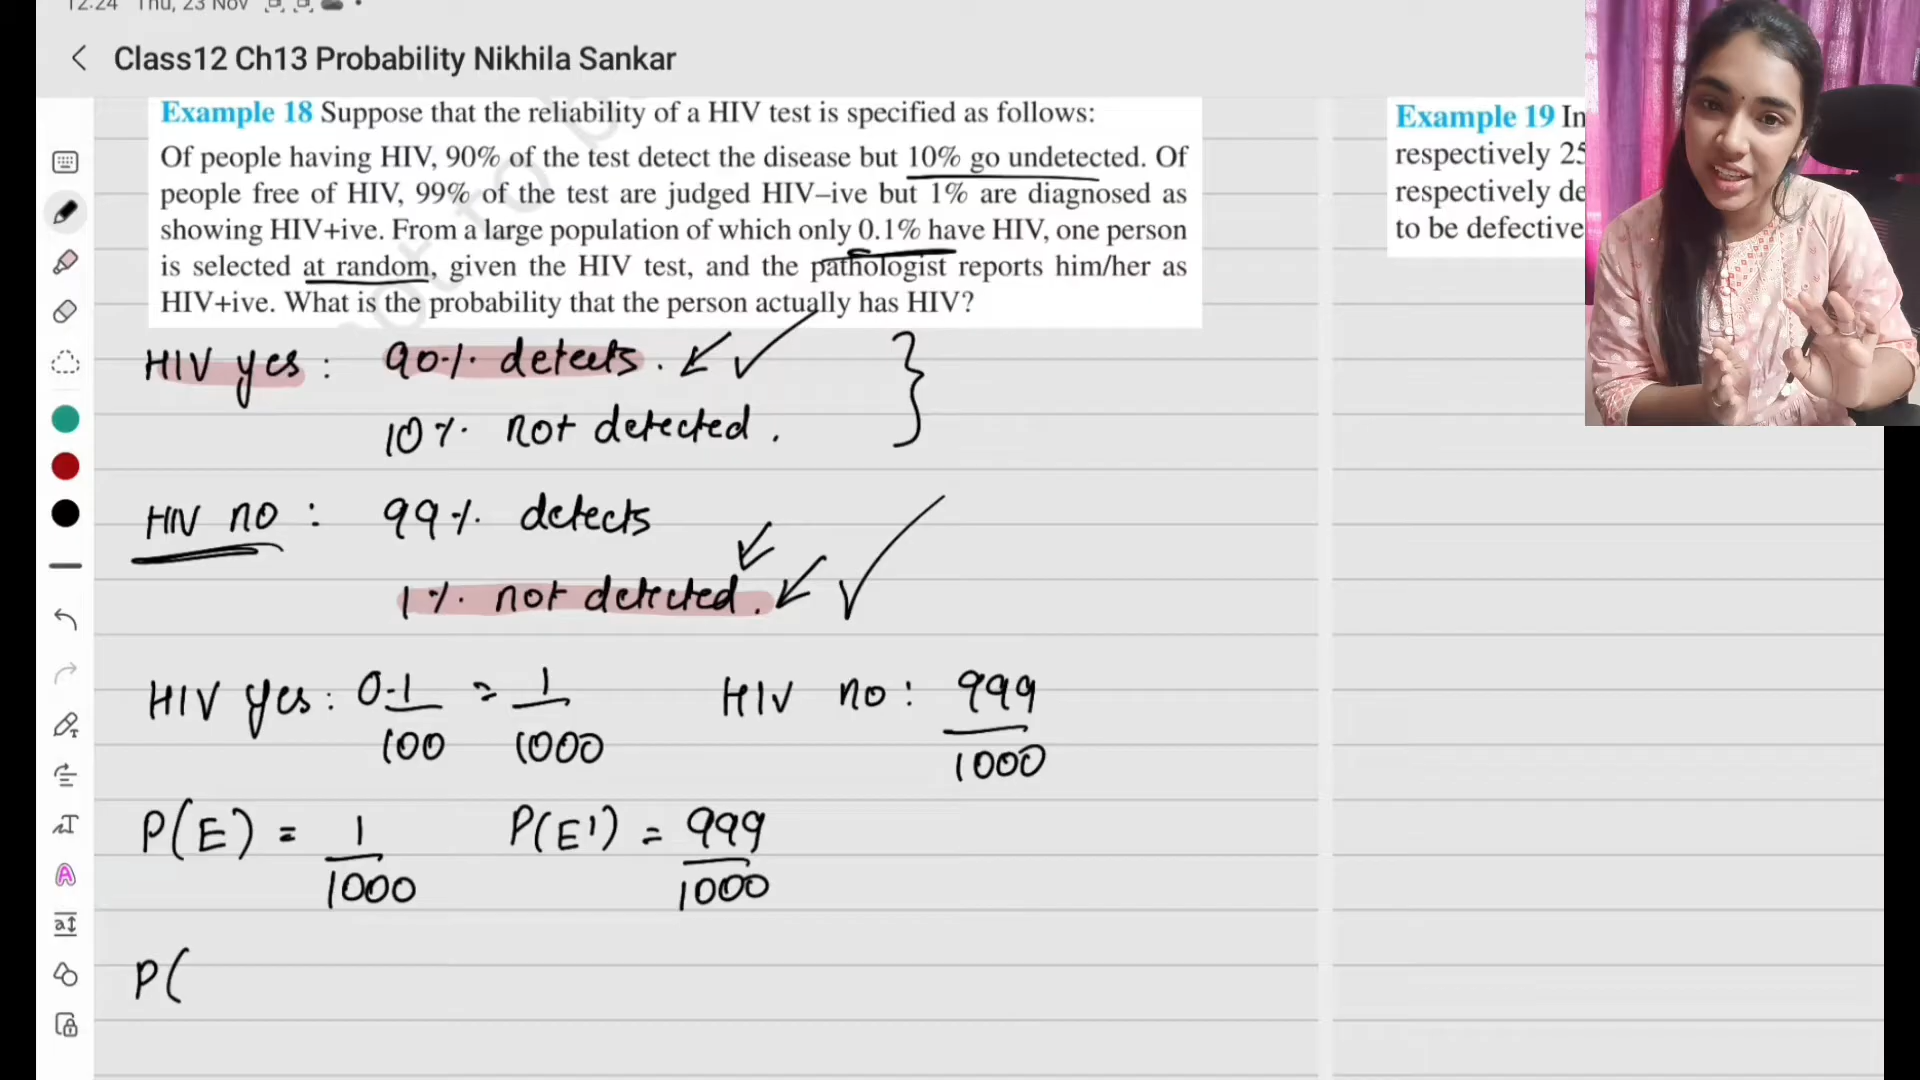 Thu, 23 Nov
Class12 Ch13 Probability Nikhila Sankar
Example 18 Suppose that the reliability of a HIV test is specified as follows:
Of people having HIV, 90% of the test detect the disease but 10% go undetected. Of
people free of HIV, 99% of the test are judged HIV–ive but 1% are diagnosed as
showing HIV+ive. From a large population of which only 0.1% have HIV, one person
is selected at random, given the HIV test, and the pathologist reports him/her as
HIV+ive. What is the probability that the person actually has HIV?
Example 19 In
respectively 25
respectively de
to be defective
HIV yes : 90% detects.
10% not detected.
HIV no : 99% detects
1% not detected.
HIV yes: 0.1/100 = 1/1000 HIV no: 999/1000
P(E) = 1/1000 P(E') = 999/1000
P(